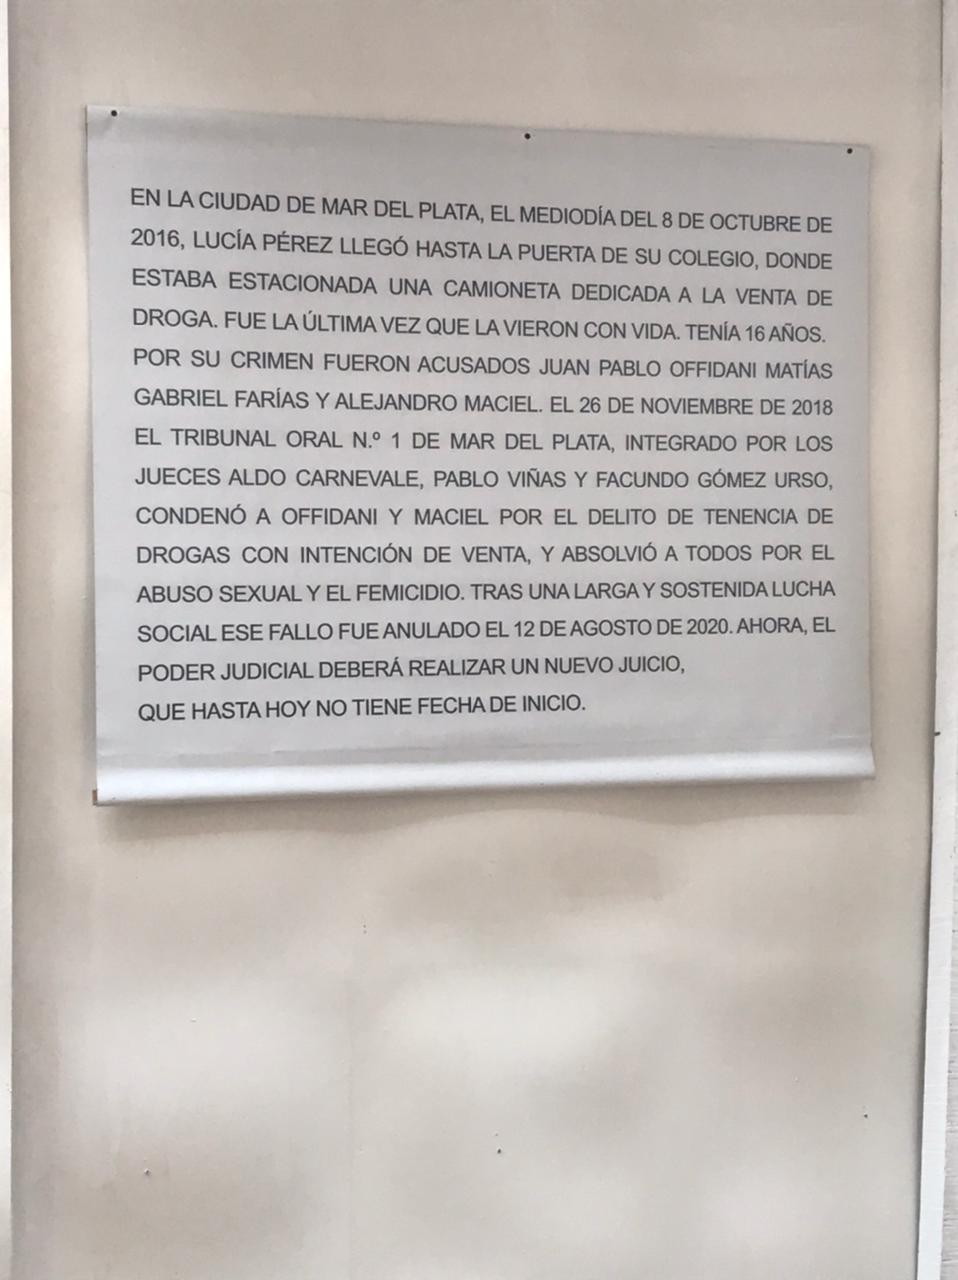 EN LA CIUDAD DE MAR DEL PLATA, EL MEDIODÍA DEL 8 DE OCTUBRE DE
2016, LUCÍA PÉREZ LLEGÓ HASTA LA PUERTA DE SU COLEGIO, DONDE
ESTABA ESTACIONADA UNA CAMIONETA DEDICADA A LA VENTA DE
DROGA. FUE LA ÚLTIMA VEZ QUE LA VIERON CON VIDA. TENÍA 16 AÑOS.
POR SU CRIMEN FUERON ACUSADOS JUAN PABLO OFFIDANI MATÍAS
GABRIEL FARÍAS Y ALEJANDRO MACIEL. EL 26 DE NOVIEMBRE DE 2018
EL TRIBUNAL ORAL N.º 1 DE MAR DEL PLATA, INTEGRADO POR LOS
JUECES ALDO CARNEVALE, PABLO VIÑAS Y FACUNDO GÓMEZ URSO,
CONDENÓ A OFFIDANI Y MACIEL POR EL DELITO DE TENENCIA DE
DROGAS CON INTENCIÓN DE VENTA, Y ABSOLVIÓ A TODOS POR EL
ABUSO SEXUAL Y EL FEMICIDIO. TRAS UNA LARGA Y SOSTENIDA LUCHA
SOCIAL ESE FALLO FUE ANULADO EL 12 DE AGOSTO DE 2020. AHORA, EL
PODER JUDICIAL DEBERÁ REALIZAR UN NUEVO JUICIO,
QUE HASTA HOY NO TIENE FECHA DE INICIO.